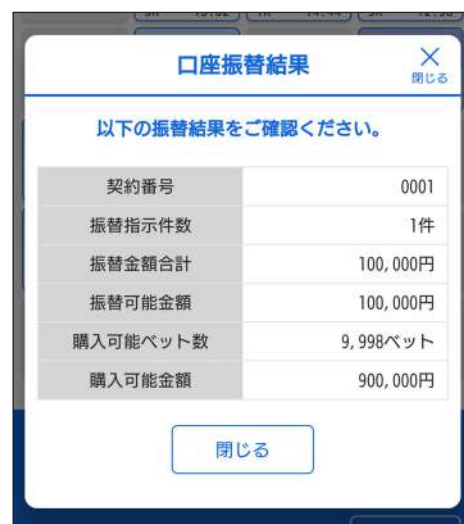 口座振替結果
閉じる
以下の振替結果をご確認ください。
契約番号 0001
振替指示件数 1件
振替金額合計 100,000円
振替可能金額 100,000円
購入可能ベット数 9,998ベット
購入可能金額 900,000円
閉じる